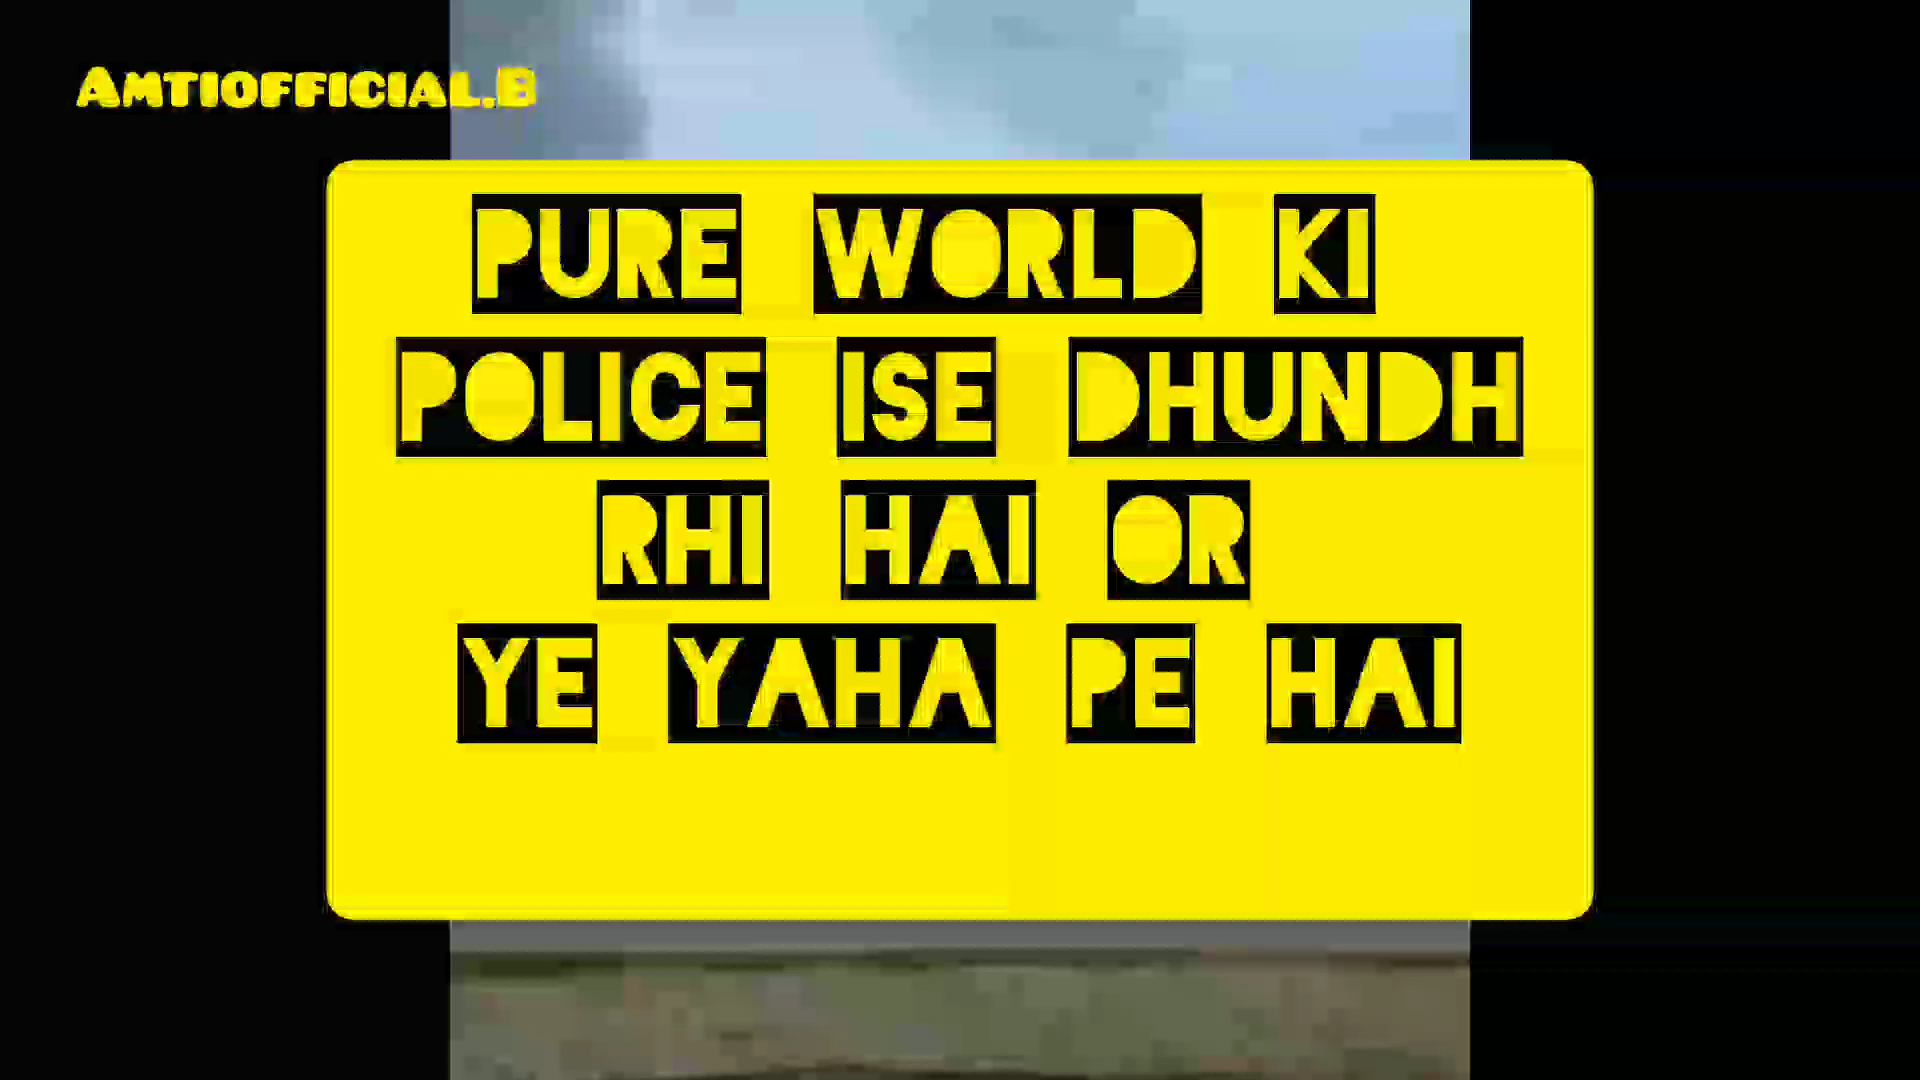 AMTIOFFICIAL.B
PURE WORLD KI
POLICE ISE DHUNDH
RHI HAI OR
YE YAHA PE HAI